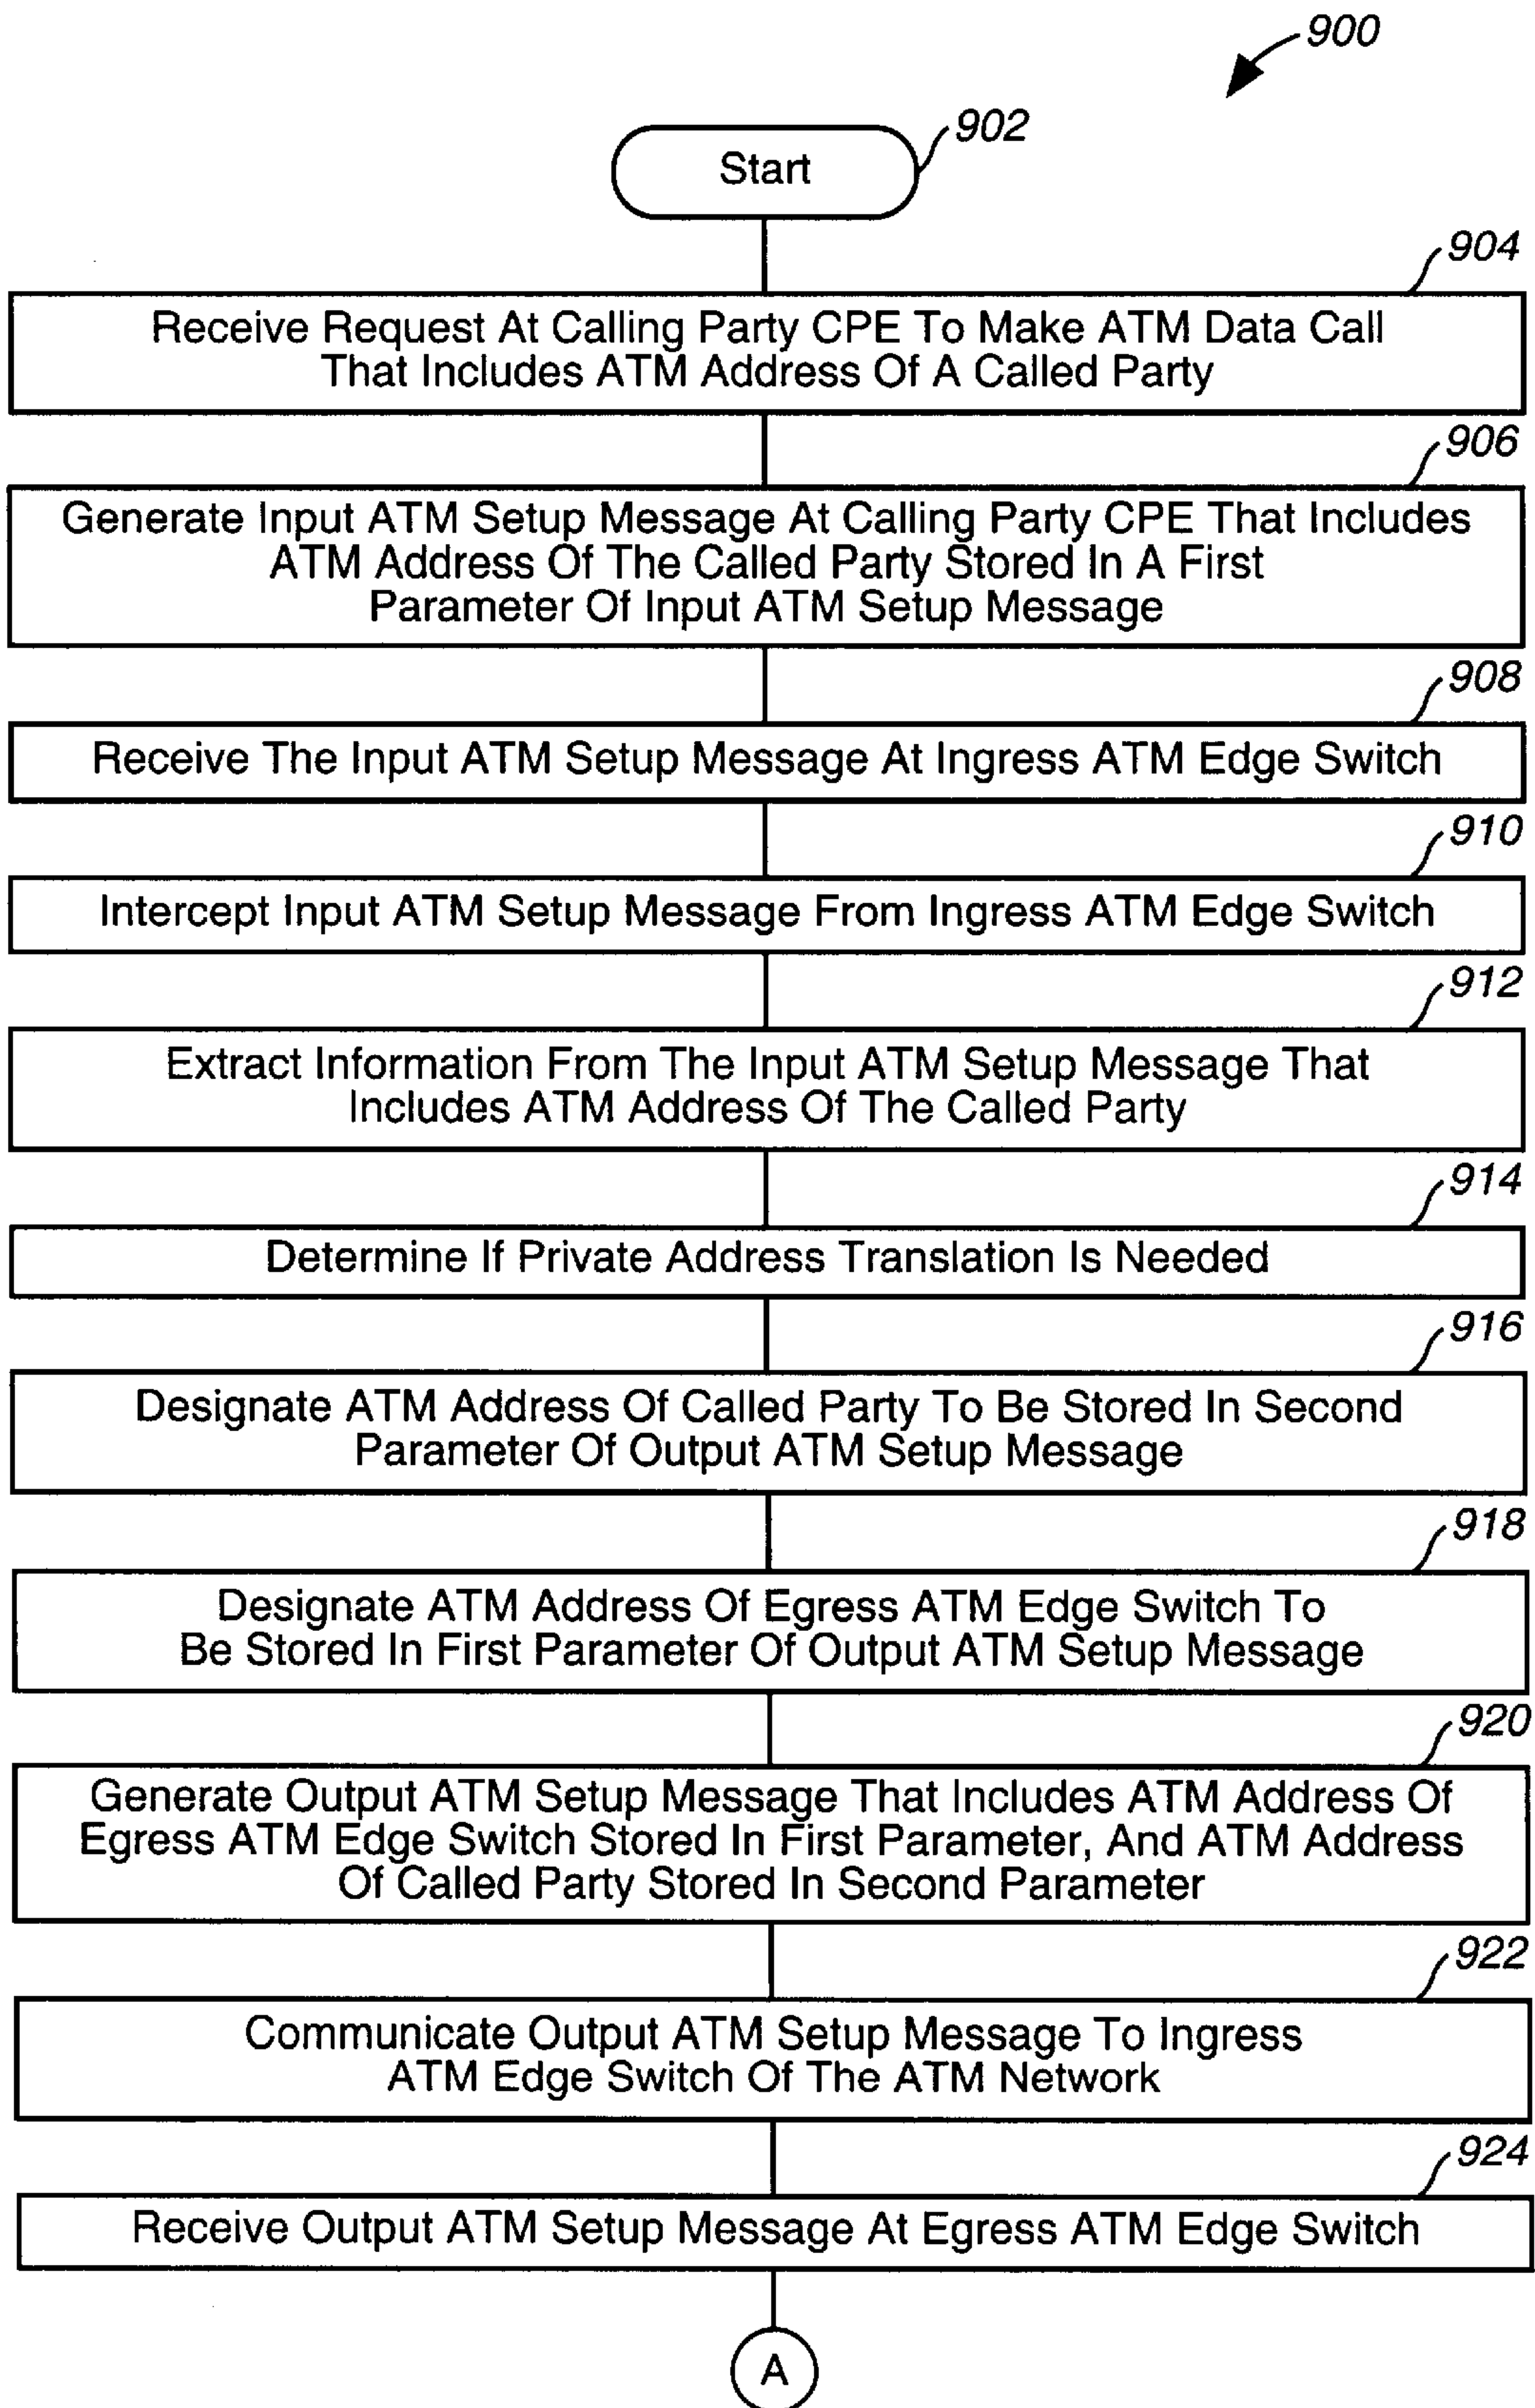 900
902
Start
904
Receive Request At Calling Party CPE To Make ATM Data Call
That Includes ATM Address Of A Called Party
906
Generate Input ATM Setup Message At Calling Party CPE That Includes
ATM Address Of The Called Party Stored In A First
Parameter Of Input ATM Setup Message
908
Receive The Input ATM Setup Message At Ingress ATM Edge Switch
910
Intercept Input ATM Setup Message From Ingress ATM Edge Switch
912
Extract Information From The Input ATM Setup Message That
Includes ATM Address Of The Called Party
914
Determine If Private Address Translation Is Needed
916
Designate ATM Address Of Called Party To Be Stored In Second
Parameter Of Output ATM Setup Message
918
Designate ATM Address Of Egress ATM Edge Switch To
Be Stored In First Parameter Of Output ATM Setup Message
920
Generate Output ATM Setup Message That Includes ATM Address Of
Egress ATM Edge Switch Stored In First Parameter, And ATM Address
Of Called Party Stored In Second Parameter
922
Communicate Output ATM Setup Message To Ingress
ATM Edge Switch Of The ATM Network
924
Receive Output ATM Setup Message At Egress ATM Edge Switch
A